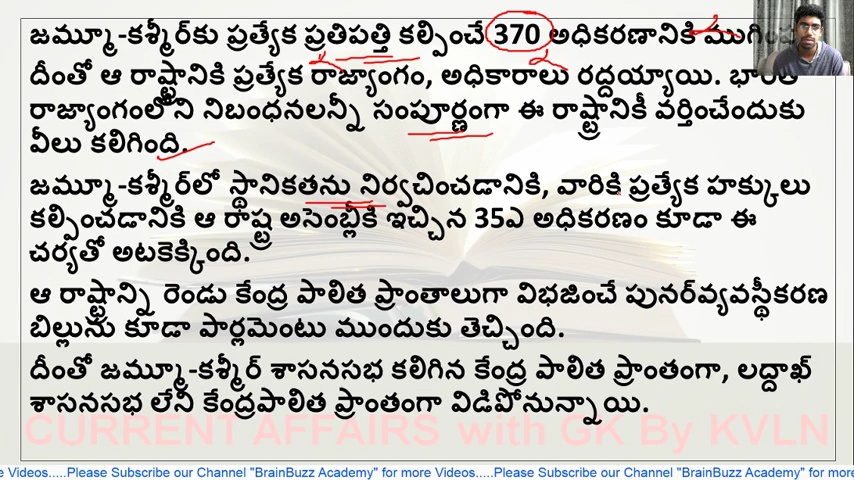 జమ్మూ-కశ్మీర్‌కు ప్రత్యేక ప్రతిపత్తి కల్పించే 370 అధికరణానికి
దీంతో ఆ రాష్ట్రానికి ప్రత్యేక రాజ్యాంగం, అధికారాలు రద్దయ్యాయి. భారత
రాజ్యాంగంలోని నిబంధనలన్నీ సంపూర్ణంగా ఈ రాష్ట్రానికీ వర్తించేందుకు
వీలు కలిగింది.
జమ్మూ-కశ్మీర్‌లో స్థానికతను నిర్వచించడానికి, వారికి ప్రత్యేక హక్కులు
కల్పించడానికి ఆ రాష్ట్ర అసెంబ్లీకి ఇచ్చిన 35ఎ అధికరణం కూడా ఈ
చర్యతో అటకెక్కింది.
ఆ రాష్ట్రాన్ని రెండు కేంద్ర పాలిత ప్రాంతాలుగా విభజించే పునర్‌వ్యవస్థీకరణ
బిల్లును కూడా పార్లమెంటు ముందుకు తెచ్చింది.
దీంతో జమ్మూ-కశ్మీర్ శాసనసభ కలిగిన కేంద్ర పాలిత ప్రాంతంగా, లద్దాఖ్
శాసనసభ లేని కేంద్రపాలిత ప్రాంతంగా విడిపోనున్నాయి.
CURRENT AFFAIRS with GK By KVLN
e Videos.....Please Subscribe our Channel "BrainBuzz Academy" for more Videos.....Please Subscribe our Channel "BrainBuzz Academy" for more